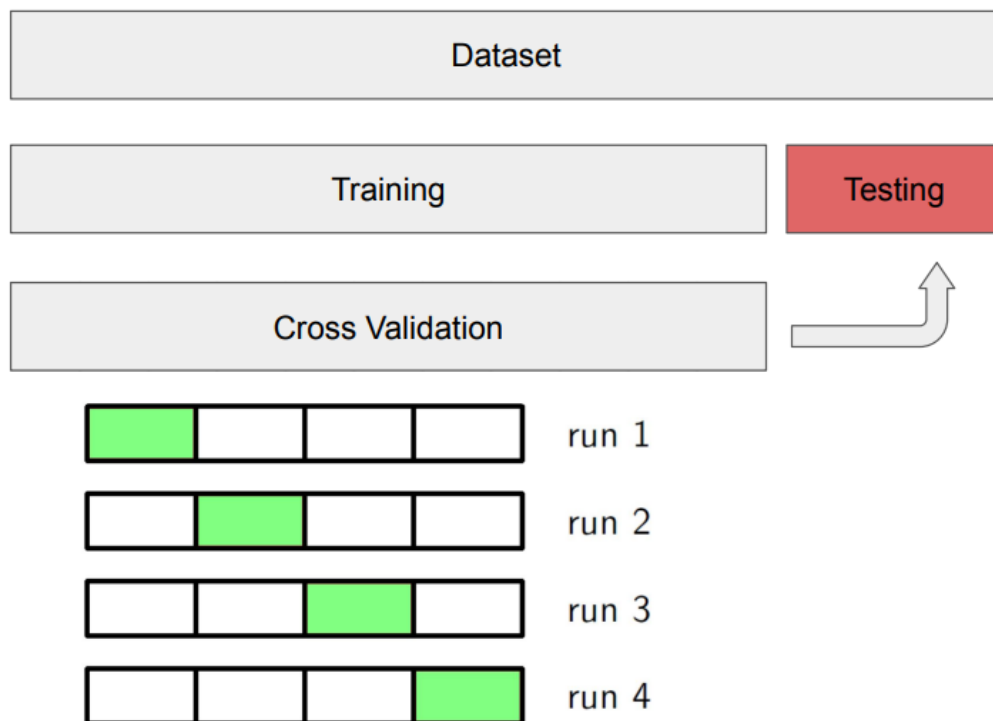 Dataset
Training
Testing
Cross Validation
run 1
run 2
run 3
run 4